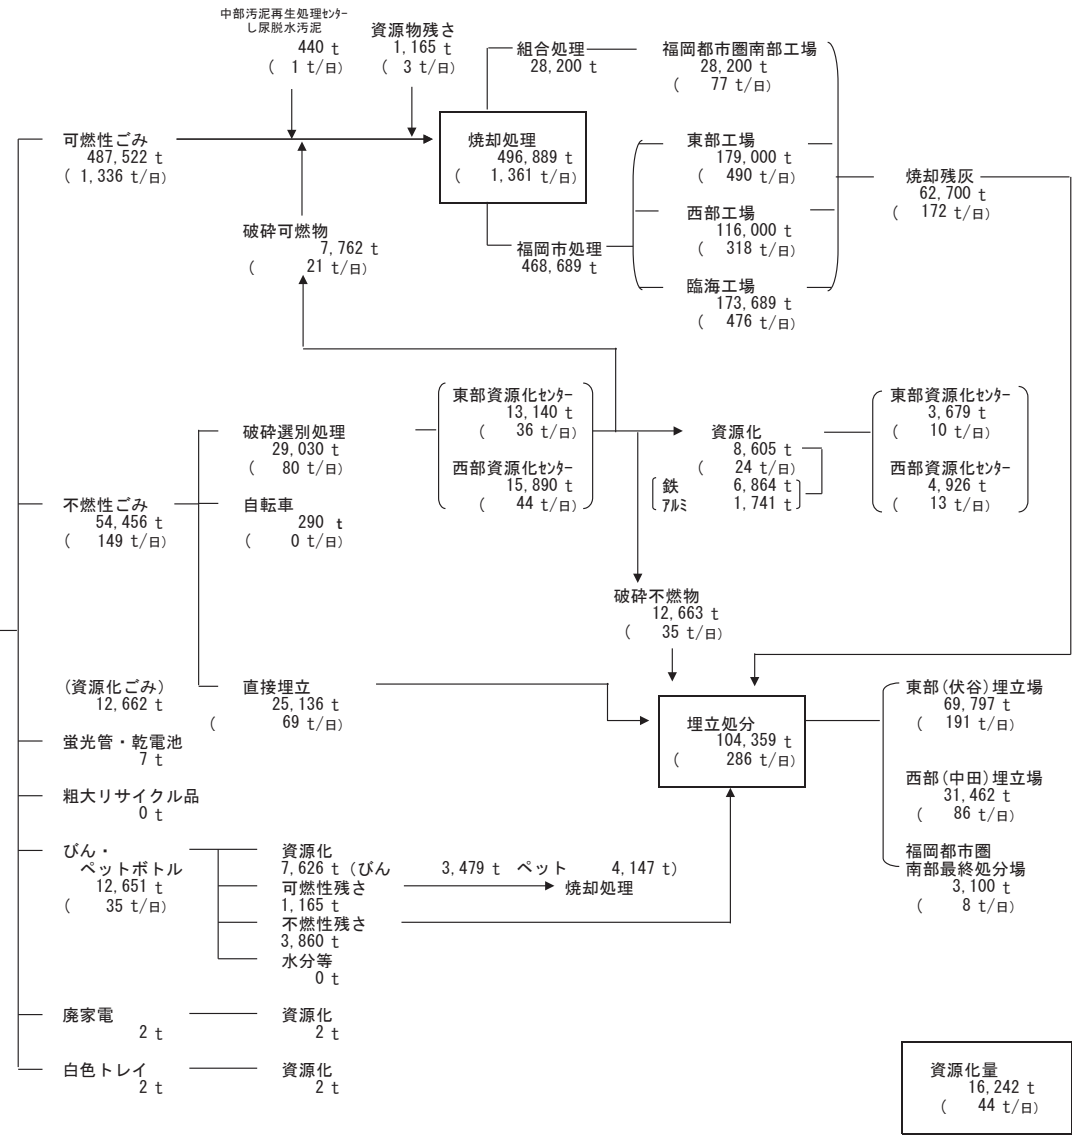 中部汚泥再生処理ｾﾝﾀｰ
し尿脱水汚泥
440 t
( 1 t/日)
資源物残さ
1,165 t
( 3 t/日)
組合処理
28,200 t
福岡都市圏南部工場
28,200 t
( 77 t/日)
可燃性ごみ
487,522 t
( 1,336 t/日)
焼却処理
496,889 t
( 1,361 t/日)
東部工場
179,000 t
( 490 t/日)
焼却残灰
62,700 t
( 172 t/日)
西部工場
116,000 t
( 318 t/日)
破砕可燃物
7,762 t
( 21 t/日)
福岡市処理
468,689 t
臨海工場
173,689 t
( 476 t/日)
破砕選別処理
29,030 t
( 80 t/日)
東部資源化ｾﾝﾀｰ
13,140 t
( 36 t/日)
西部資源化ｾﾝﾀｰ
15,890 t
( 44 t/日)
資源化
8,605 t
( 24 t/日)
鉄 6,864 t
ｱﾙﾐ 1,741 t
東部資源化ｾﾝﾀｰ
3,679 t
( 10 t/日)
西部資源化ｾﾝﾀｰ
4,926 t
( 13 t/日)
不燃性ごみ
54,456 t
( 149 t/日)
自転車
290 t
( 0 t/日)
破砕不燃物
12,663 t
( 35 t/日)
(資源化ごみ)
12,662 t
直接埋立
25,136 t
( 69 t/日)
埋立処分
104,359 t
( 286 t/日)
東部(伏谷)埋立場
69,797 t
( 191 t/日)
西部(中田)埋立場
31,462 t
( 86 t/日)
福岡都市圏
南部最終処分場
3,100 t
( 8 t/日)
蛍光管・乾電池
7 t
粗大リサイクル品
0 t
びん・
ペットボトル
12,651 t
( 35 t/日)
資源化
7,626 t (びん 3,479 t ペット 4,147 t)
可燃性残さ
1,165 t
焼却処理
不燃性残さ
3,860 t
水分等
0 t
廃家電
2 t
資源化
2 t
白色トレイ
2 t
資源化
2 t
資源化量
16,242 t
( 44 t/日)